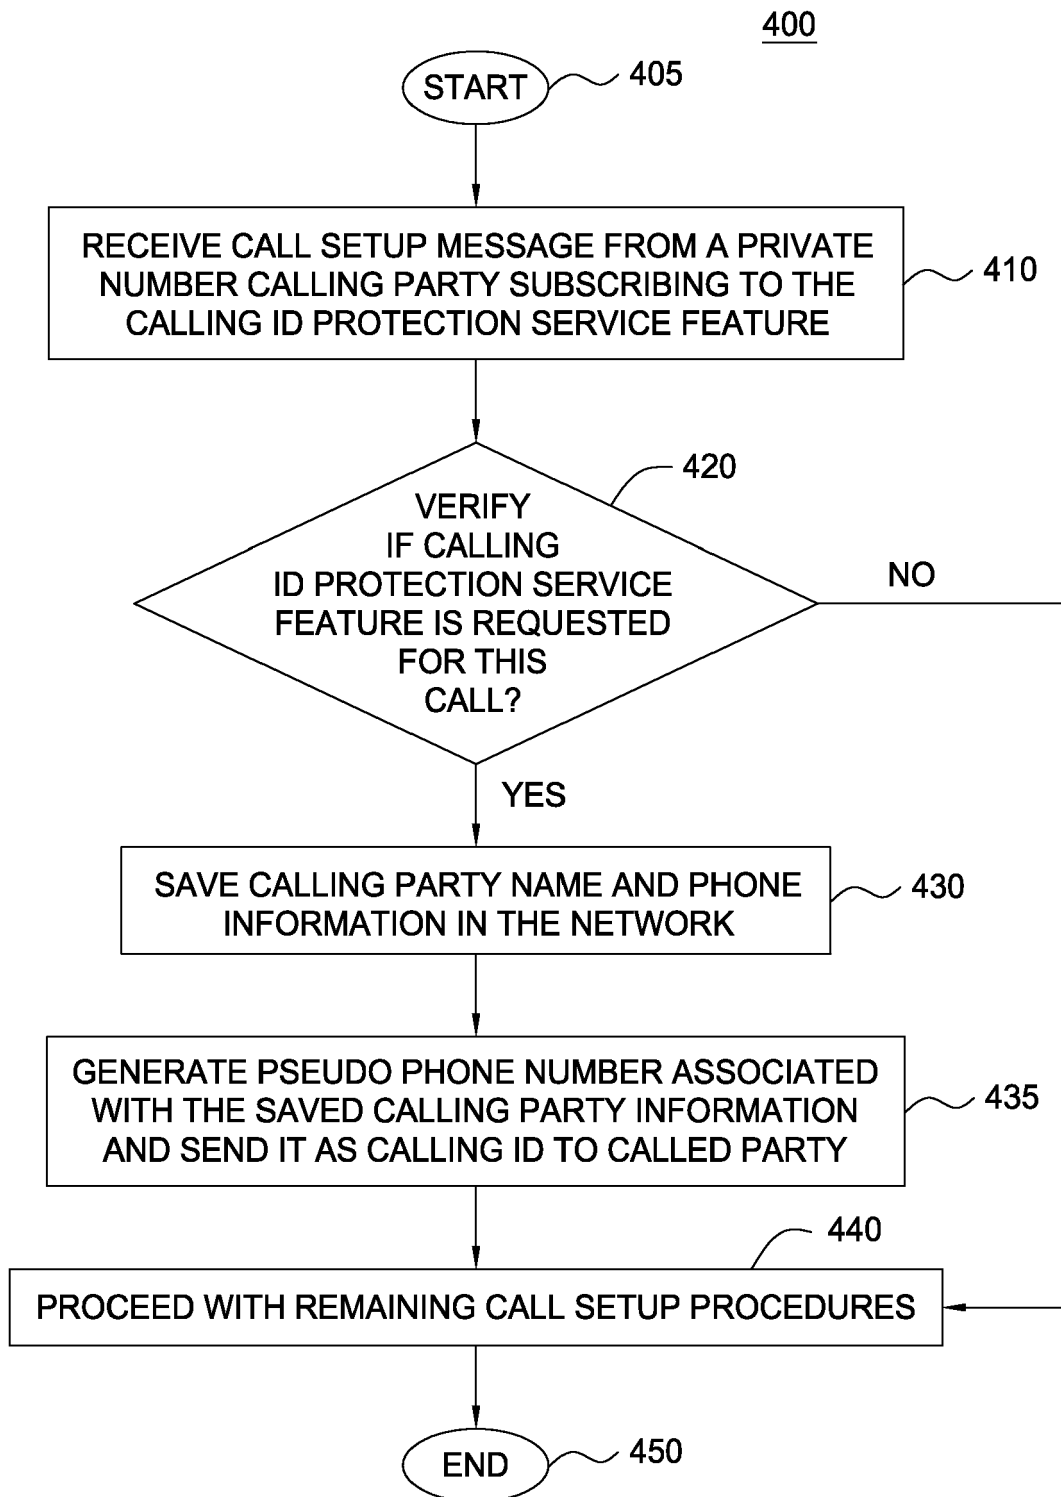 400
START
405
RECEIVE CALL SETUP MESSAGE FROM A PRIVATE
NUMBER CALLING PARTY SUBSCRIBING TO THE
CALLING ID PROTECTION SERVICE FEATURE
410
420
VERIFY
IF CALLING
ID PROTECTION SERVICE
FEATURE IS REQUESTED
FOR THIS
CALL?
NO
YES
SAVE CALLING PARTY NAME AND PHONE
INFORMATION IN THE NETWORK
430
GENERATE PSEUDO PHONE NUMBER ASSOCIATED
WITH THE SAVED CALLING PARTY INFORMATION
AND SEND IT AS CALLING ID TO CALLED PARTY
435
440
PROCEED WITH REMAINING CALL SETUP PROCEDURES
END
450